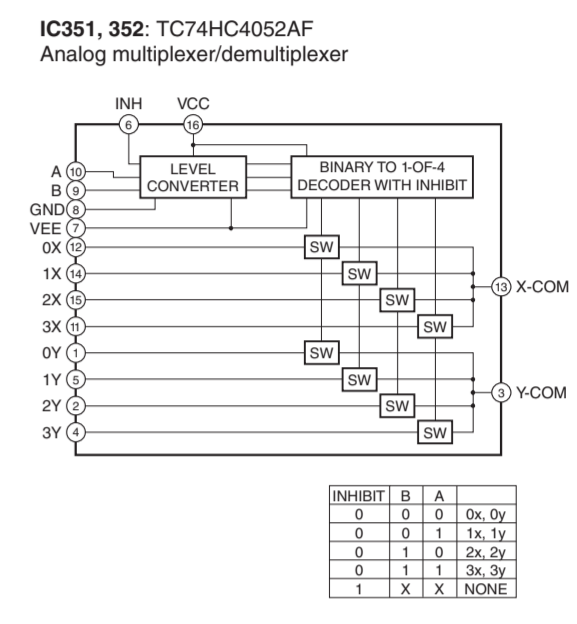 IC351, 352: TC74HC4052AF
Analog multiplexer/demultiplexer
INH VCC
6 16
A 10
B 9
GND 8
VEE 7
LEVEL
CONVERTER
BINARY TO 1-OF-4
DECODER WITH INHIBIT
0X 12 SW
1X 14 SW
13 X-COM
2X 15 SW
3X 11 SW
0Y 1 SW
1Y 5 SW
3 Y-COM
2Y 2 SW
3Y 4 SW
INHIBIT B A
0 0 0 0x, 0y
0 0 1 1x, 1y
0 1 0 2x, 2y
0 1 1 3x, 3y
1 X X NONE